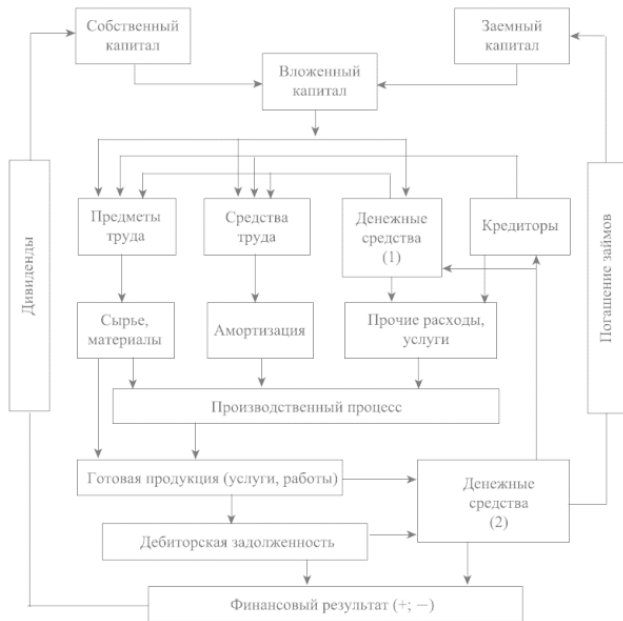 Собственный
капитал
Заемный
капитал
Вложенный
капитал
Предметы
труда
Средства
труда
Денежные
средства
(1)
Кредиторы
Дивиденды
Погашение займов
Сырье,
материалы
Амортизация
Прочие расходы,
услуги
Производственный процесс
Готовая продукция (услуги, работы)
Денежные
средства
(2)
Дебиторская задолженность
Финансовый результат (+; −)